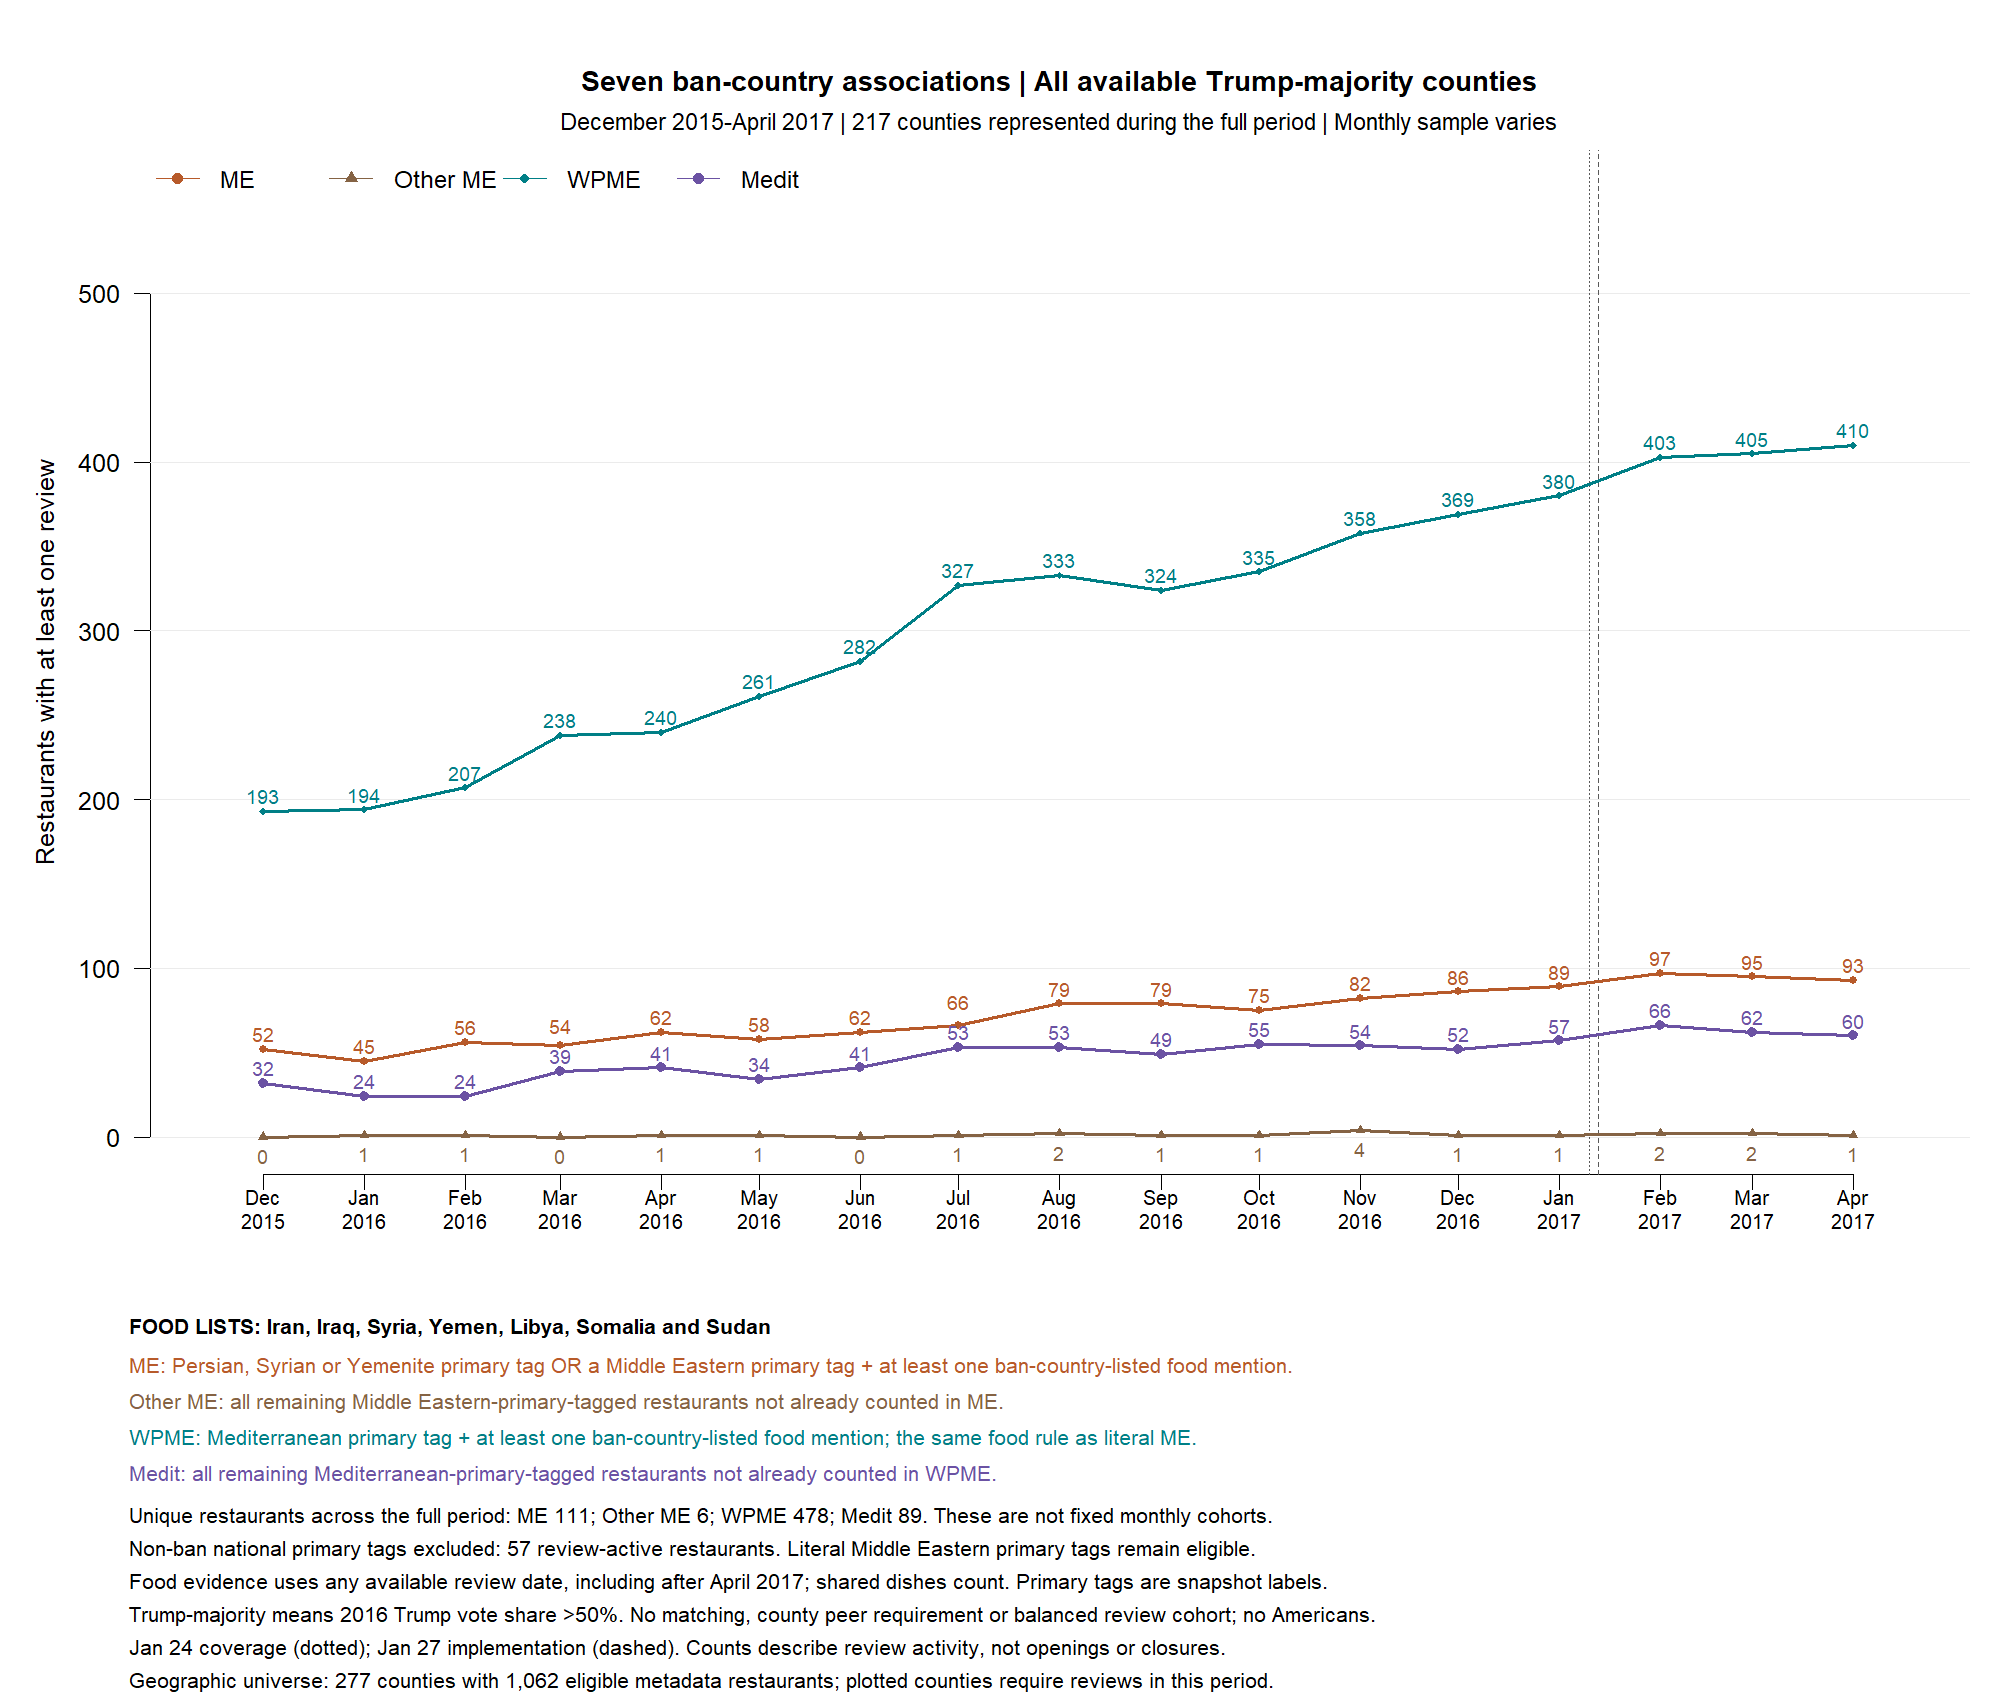 Seven ban-country associations | All available Trump-majority counties
December 2015-April 2017 | 217 counties represented during the full period | Monthly sample varies
ME Other ME WPME Medit
Restaurants with at least one review
500
400
300
200
100
0
193 194 207 238 240 261 282 327 333 324 335 358 369 380 403 405 410
52 45 56 54 62 58 62 66 79 79 75 82 86 89 97 95 93
32 24 24 39 41 34 41 53 53 49 55 54 52 57 66 62 60
0 1 1 0 1 1 0 1 2 1 1 4 1 1 2 2 1
Dec Jan Feb Mar Apr May Jun Jul Aug Sep Oct Nov Dec Jan Feb Mar Apr
2015 2016 2016 2016 2016 2016 2016 2016 2016 2016 2016 2016 2016 2017 2017 2017 2017
FOOD LISTS: Iran, Iraq, Syria, Yemen, Libya, Somalia and Sudan
ME: Persian, Syrian or Yemenite primary tag OR a Middle Eastern primary tag + at least one ban-country-listed food mention.
Other ME: all remaining Middle Eastern-primary-tagged restaurants not already counted in ME.
WPME: Mediterranean primary tag + at least one ban-country-listed food mention; the same food rule as literal ME.
Medit: all remaining Mediterranean-primary-tagged restaurants not already counted in WPME.
Unique restaurants across the full period: ME 111; Other ME 6; WPME 478; Medit 89. These are not fixed monthly cohorts.
Non-ban national primary tags excluded: 57 review-active restaurants. Literal Middle Eastern primary tags remain eligible.
Food evidence uses any available review date, including after April 2017; shared dishes count. Primary tags are snapshot labels.
Trump-majority means 2016 Trump vote share >50%. No matching, county peer requirement or balanced review cohort; no Americans.
Jan 24 coverage (dotted); Jan 27 implementation (dashed). Counts describe review activity, not openings or closures.
Geographic universe: 277 counties with 1,062 eligible metadata restaurants; plotted counties require reviews in this period.